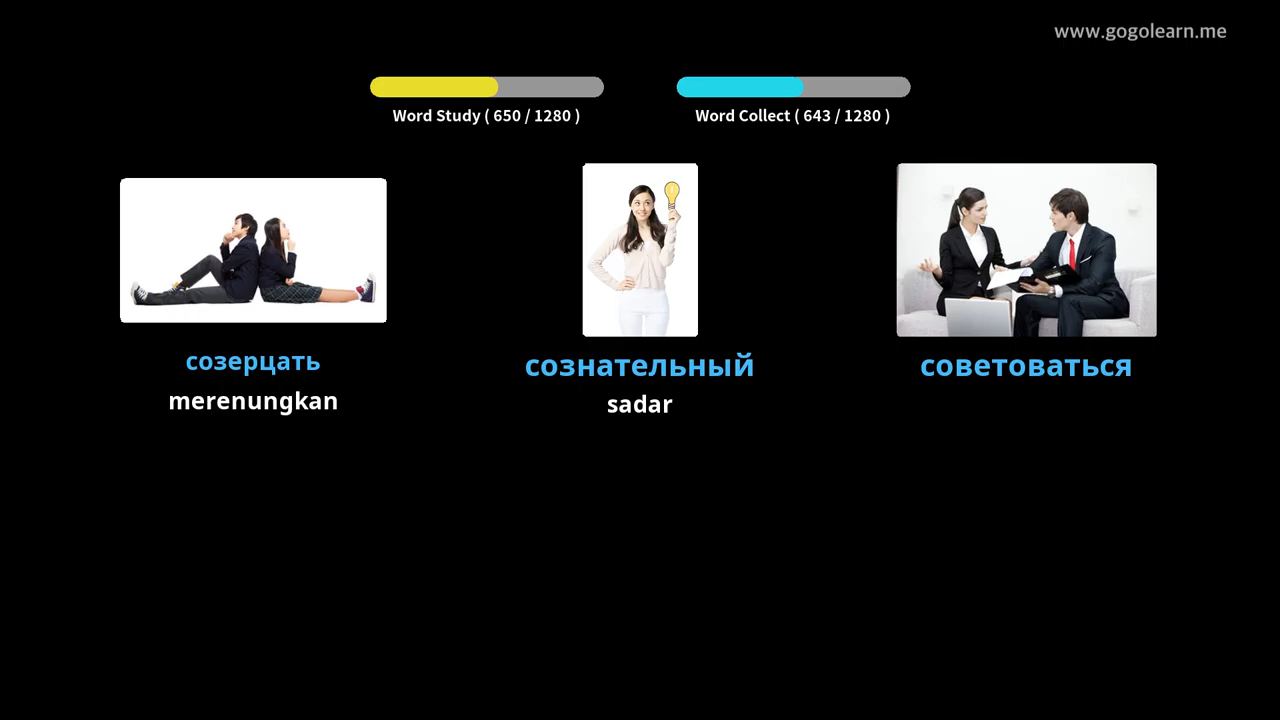 www.gogolearn.me
Word Study ( 650 / 1280 )
Word Collect ( 643 / 1280 )
созерцать
merenungkan
сознательный
sadar
советоваться